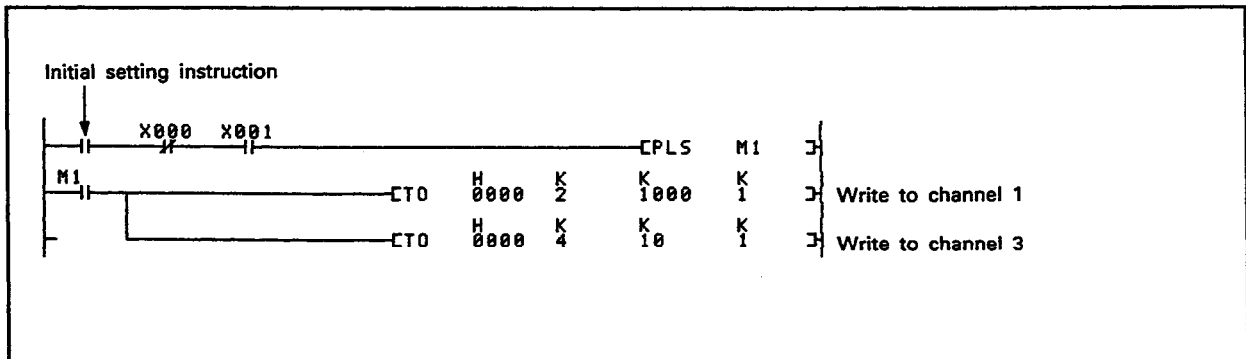 Initial setting instruction
X000 X001
[PLS M1 ]
M1
H K K K
[TO 0000 2 1000 1 ] Write to channel 1
H K K K
[TO 0000 4 10 1 ] Write to channel 3